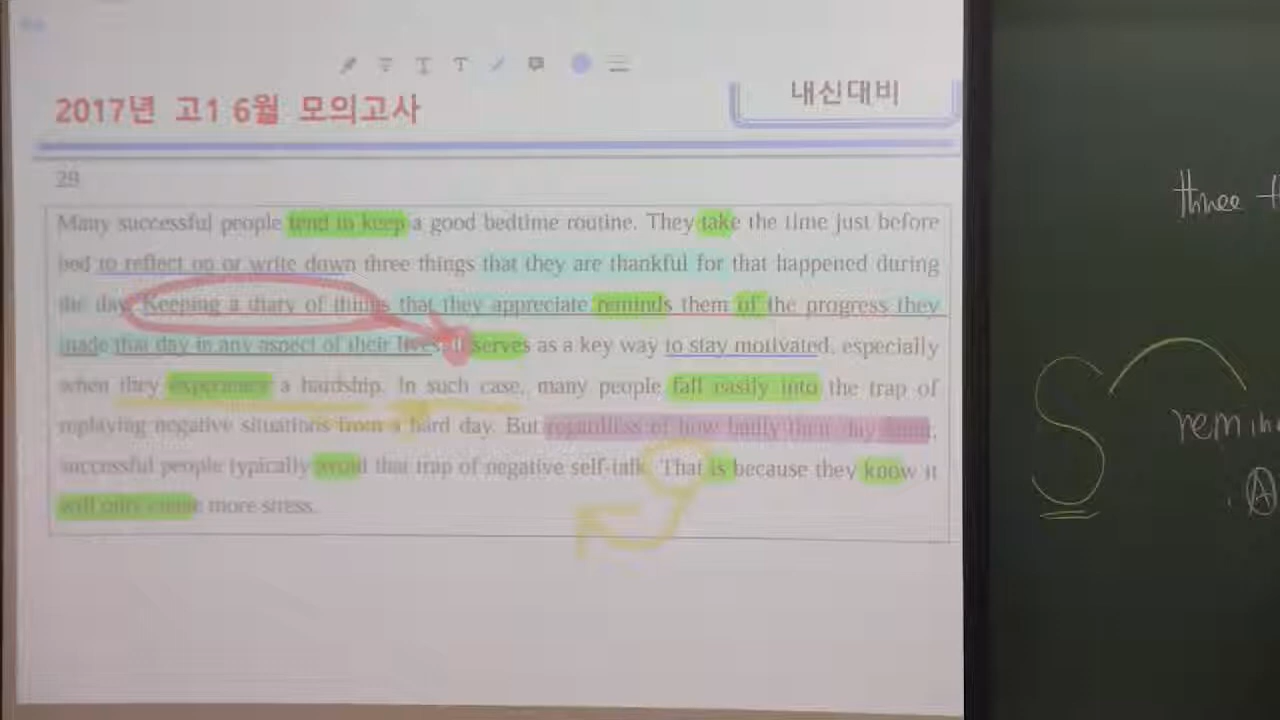 2017년 고1 6월 모의고사
내신대비
28
Many successful people tend to keep a good bedtime routine. They take the time just before
bed to reflect on or write down three things that they are thankful for that happened during
the day. Keeping a diary of things that they appreciate reminds them of the progress they
made that day in any aspect of their lives. It serves as a key way to stay motivated, especially
when they experience a hardship. In such case, many people fall easily into the trap of
replaying negative situations from a hard day. But regardless of how badly their day went,
successful people typically avoid that trap of negative self-talk. That is because they know it
will only cause more stress.
three
S
Ⓐ